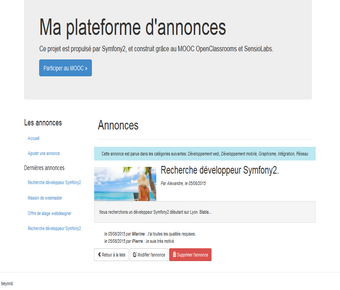 Ma plateforme d'annonces
Ce projet est propulsé par Symfony2, et construit grâce au MOOC OpenClassrooms et SensioLabs.
Participer au MOOC »
Les annonces
Accueil
Ajouter une annonce
Dernières annonces
Recherche développeur Symfony2
Mission de webmaster
Offre de stage webdesigner
Recherche développeur Symfony2
Annonces
Cette annonce est parue dans les catégories suivantes: Développement web, Développement mobile, Graphisme, Intégration, Réseau
Recherche développeur Symfony2.
Par Alexandre, le 05/08/2015
Nous recherchons un développeur Symfony2 débutant sur Lyon. Blabla…
le 05/08/2015 par Marine : J'ai toutes les qualités requises.
le 05/08/2015 par Pierre : Je suis très motivé
Retour à la liste
Modifier l'annonce
Supprimer l'annonce